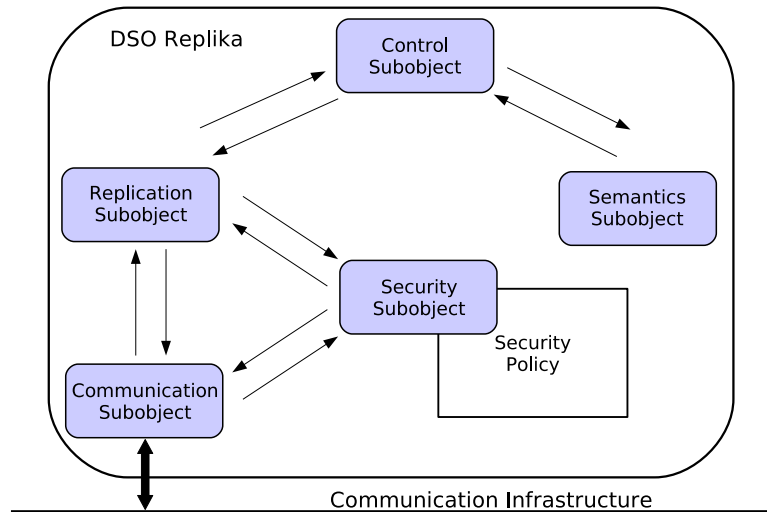 DSO Replika
Control
Subobject
Replication
Subobject
Semantics
Subobject
Security
Subobject
Security
Policy
Communication
Subobject
Communication Infrastructure